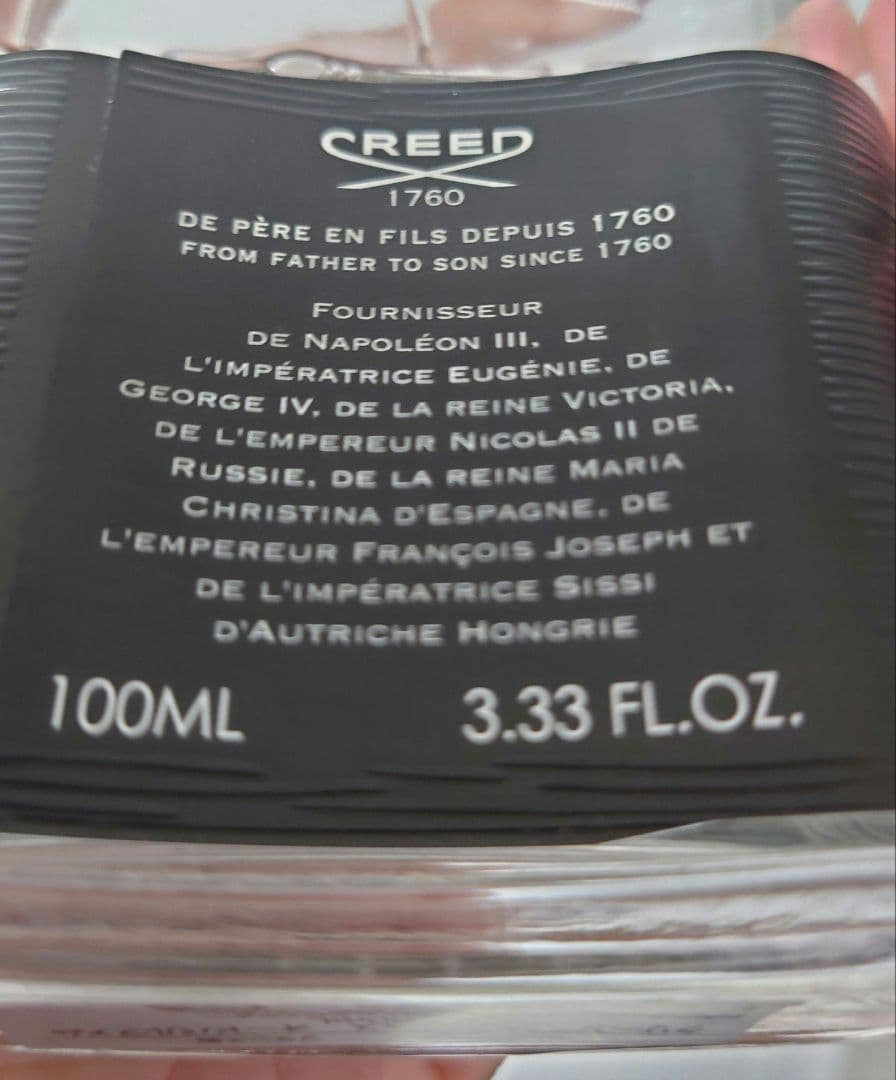 CREED
1760
DE PÈRE EN FILS DEPUIS 1760
FROM FATHER TO SON SINCE 1760
FOURNISSEUR
DE NAPOLÉON III, DE
L'IMPÉRATRICE EUGÉNIE, DE
GEORGE IV, DE LA REINE VICTORIA,
DE L'EMPEREUR NICOLAS II DE
RUSSIE, DE LA REINE MARIA
CHRISTINA D'ESPAGNE, DE
L'EMPEREUR FRANÇOIS JOSEPH ET
DE L'IMPÉRATRICE SISSI
D'AUTRICHE HONGRIE
100ML 3.33 FL.OZ.